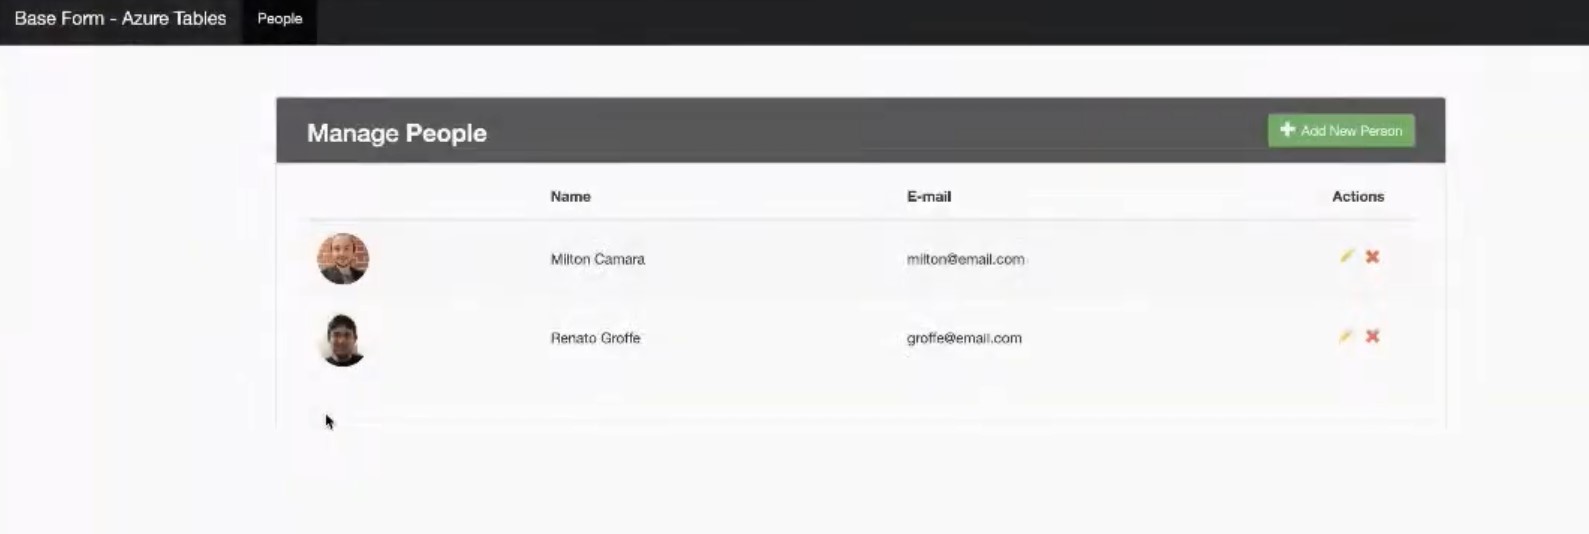 Base Form - Azure Tables People
Manage People
Add New Person
Name E-mail Actions
Milton Camara milton@email.com
Renato Groffe groffe@email.com